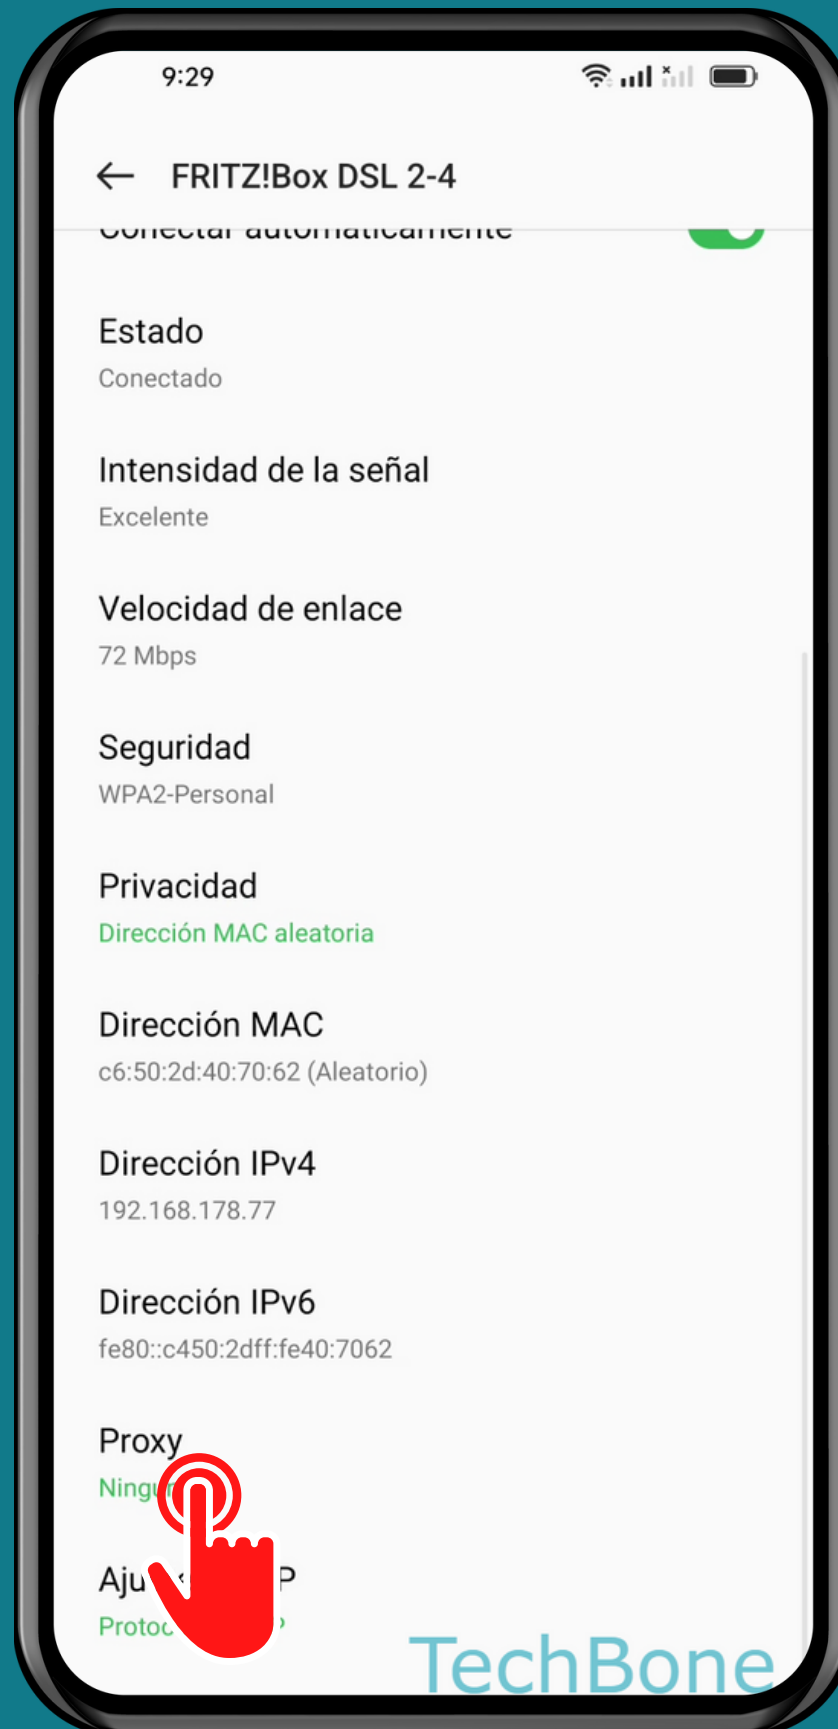 9:29
FRITZ!Box DSL 2-4
Conectar automáticamente
Estado
Conectado
Intensidad de la señal
Excelente
Velocidad de enlace
72 Mbps
Seguridad
WPA2-Personal
Privacidad
Dirección MAC aleatoria
Dirección MAC
c6:50:2d:40:70:62 (Aleatorio)
Dirección IPv4
192.168.178.77
Dirección IPv6
fe80::c450:2dff:fe40:7062
Proxy
TechBone